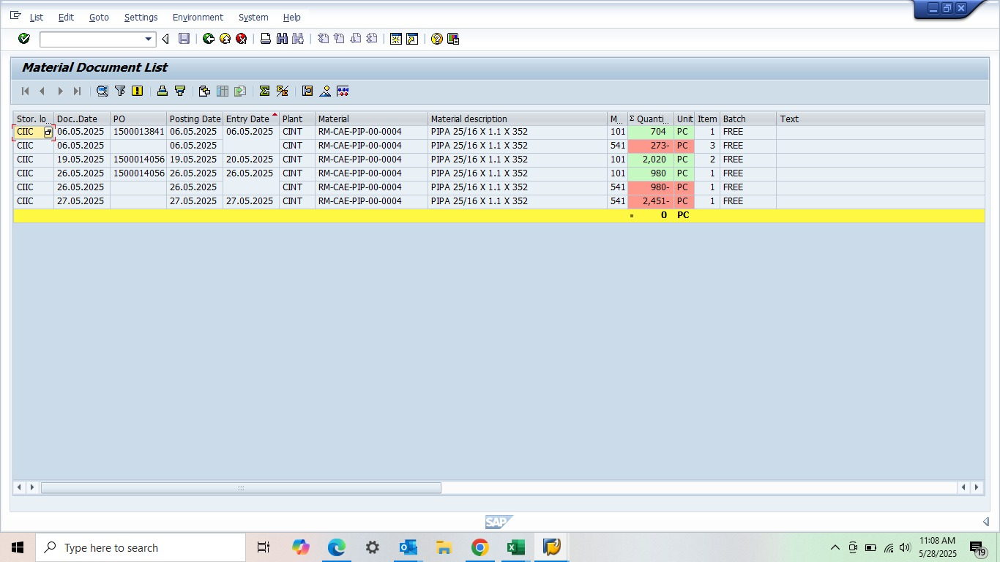 List Edit Goto Settings Environment System Help
Material Document List
Stor. lo... Doc..Date PO Posting Date Entry Date Plant Material Material description M... Σ Quanti... Unit Item Batch Text
CIIC 06.05.2025 1500013841 06.05.2025 06.05.2025 CINT RM-CAE-PIP-00-0004 PIPA 25/16 X 1.1 X 352 101 704 PC 1 FREE
CIIC 06.05.2025 06.05.2025 CINT RM-CAE-PIP-00-0004 PIPA 25/16 X 1.1 X 352 541 273- PC 3 FREE
CIIC 19.05.2025 1500014056 19.05.2025 20.05.2025 CINT RM-CAE-PIP-00-0004 PIPA 25/16 X 1.1 X 352 101 2,020 PC 2 FREE
CIIC 26.05.2025 1500014056 26.05.2025 26.05.2025 CINT RM-CAE-PIP-00-0004 PIPA 25/16 X 1.1 X 352 101 980 PC 1 FREE
CIIC 26.05.2025 26.05.2025 CINT RM-CAE-PIP-00-0004 PIPA 25/16 X 1.1 X 352 541 980- PC 1 FREE
CIIC 27.05.2025 27.05.2025 27.05.2025 CINT RM-CAE-PIP-00-0004 PIPA 25/16 X 1.1 X 352 541 2,451- PC 1 FREE
0 PC
SAP
Type here to search
11:08 AM
5/28/2025
19